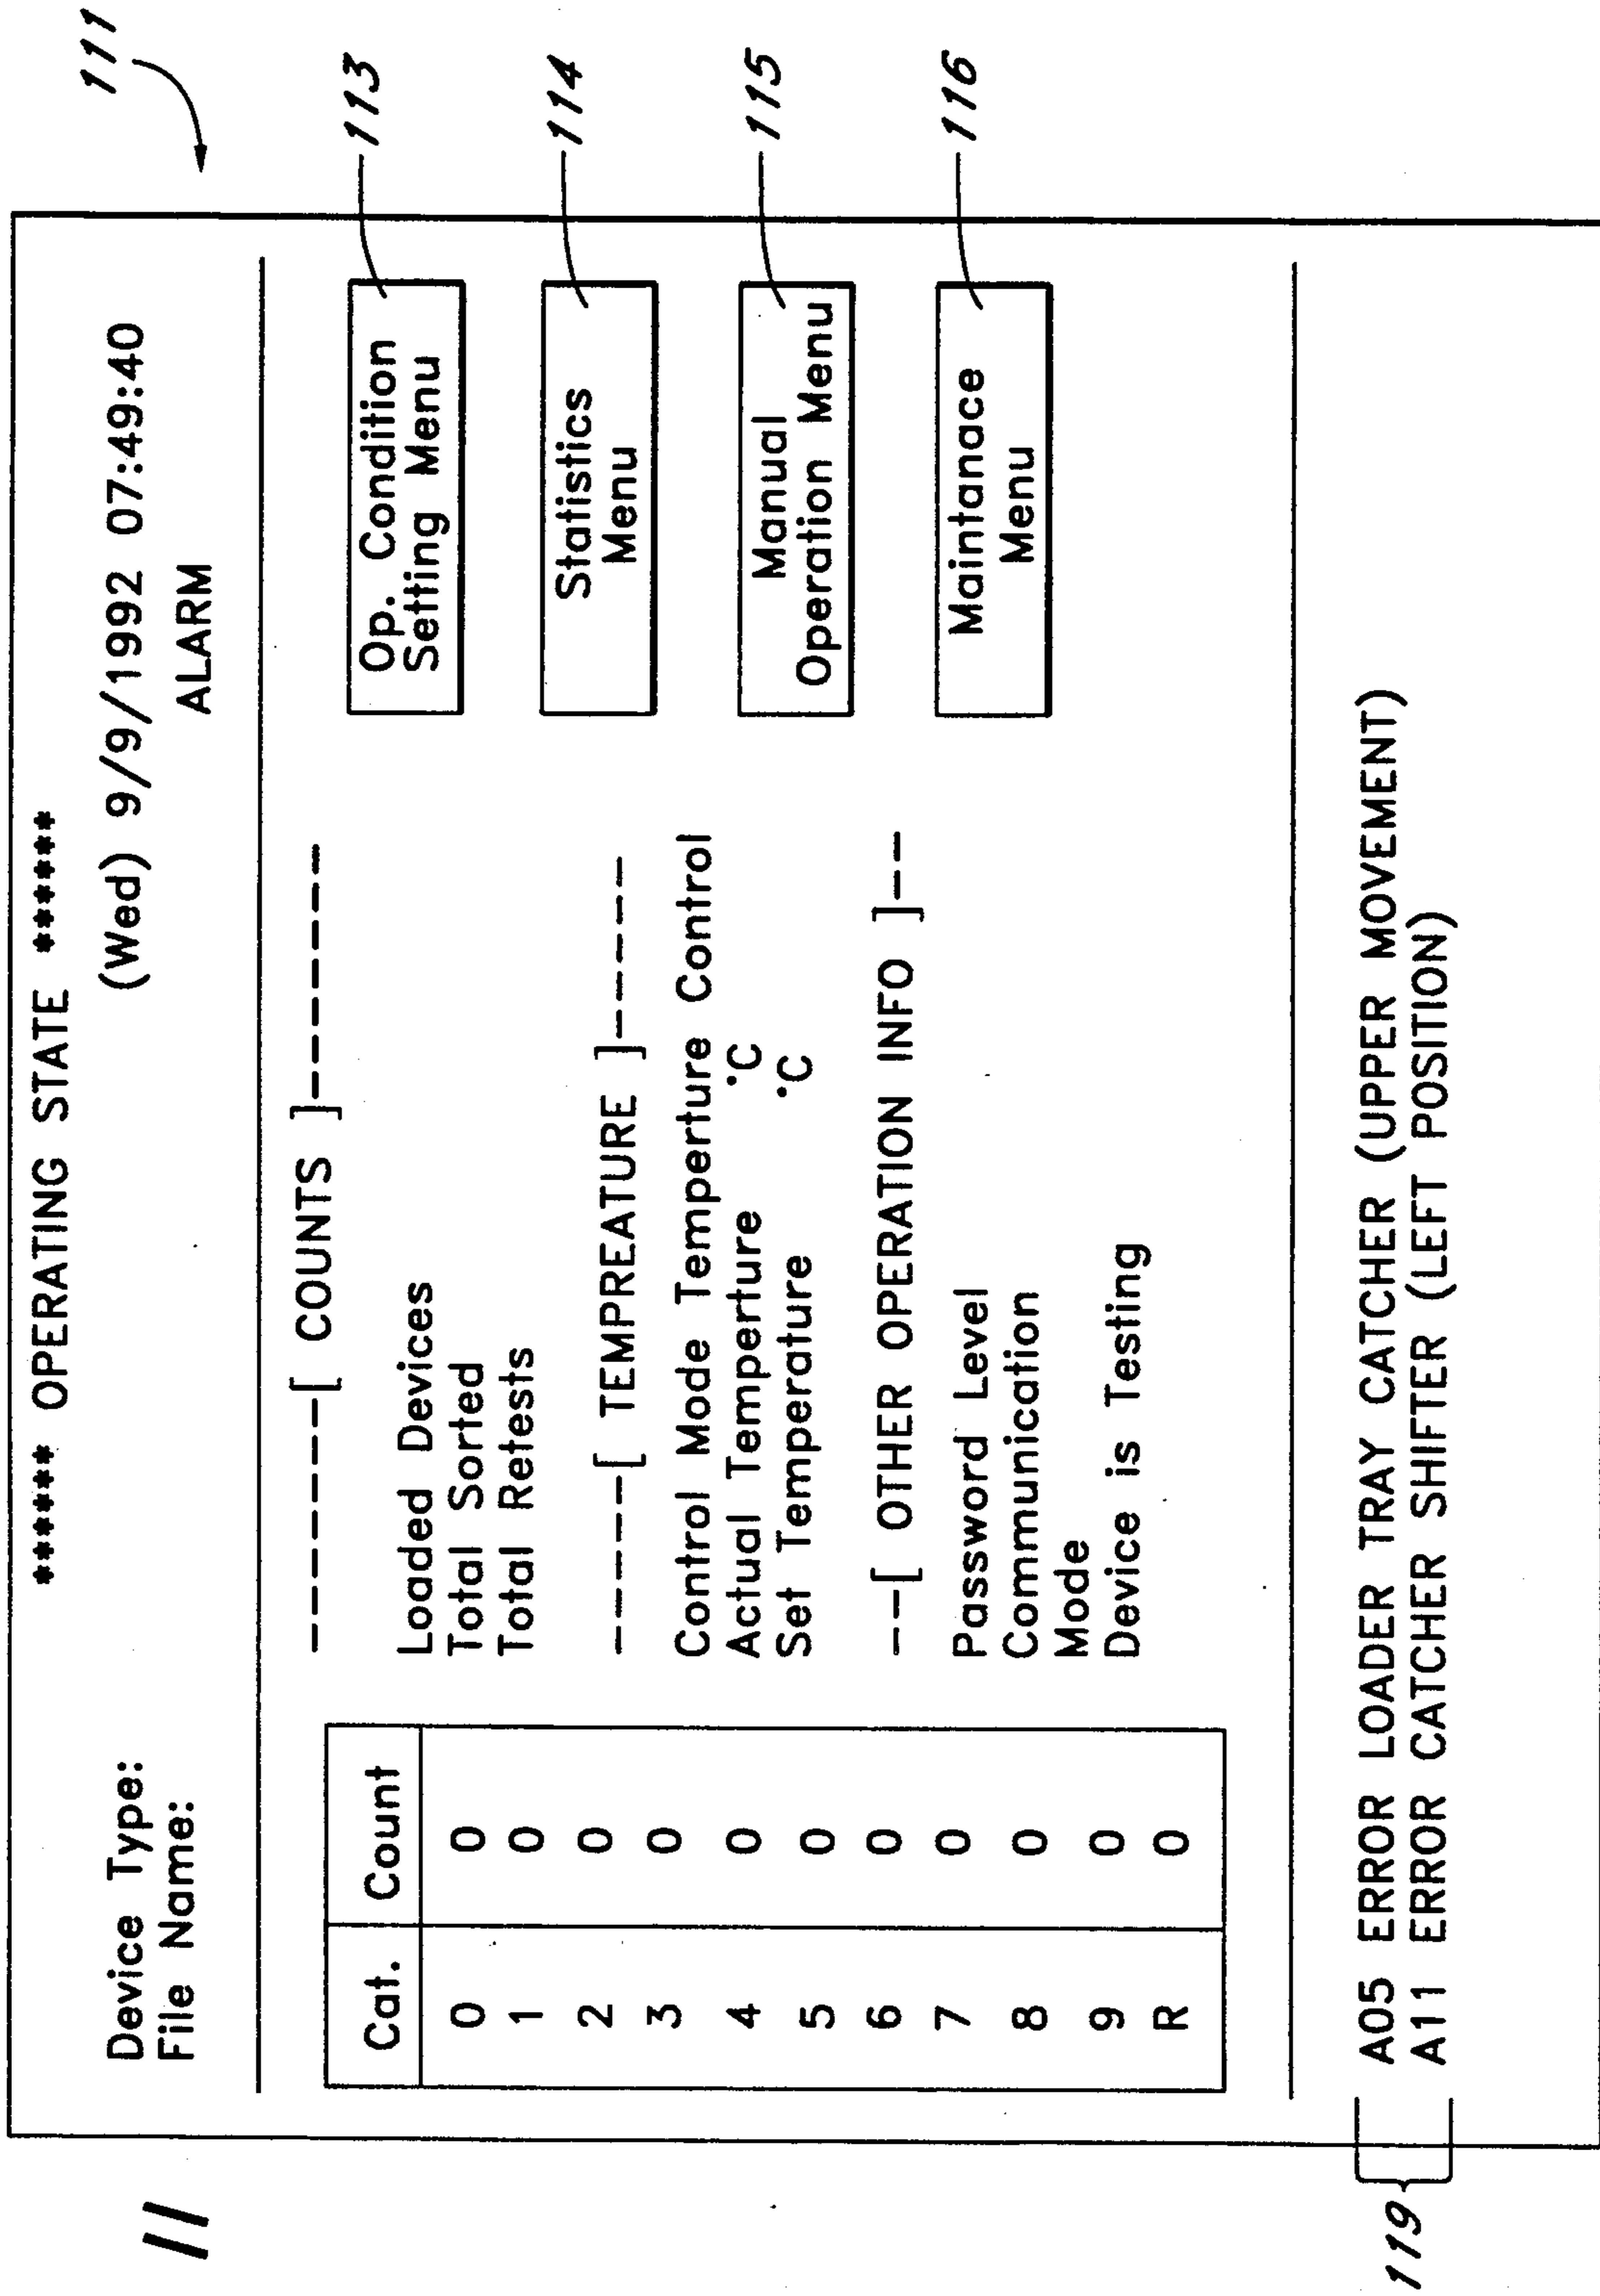 11
111
***** OPERATING STATE *****
Device Type: (Wed) 9/9/1992 07:49:40
File Name: ALARM
Cat. Count
0 0
1 0
2 0
3 0
4 0
5 0
6 0
7 0
8 0
9 0
R 0
-------[ COUNTS ]-------
Loaded Devices
Total Sorted
Total Retests
-----[ TEMPREATURE ]-----
Control Mode Temperture Control
Actual Temperture °C
Set Temperature °C
--[ OTHER OPERATION INFO ]--
Password Level
Communication
Mode
Device is Testing
Op. Condition
Setting Menu
113
Statistics
Menu
114
Manual
Operation Menu
115
Maintanace
Menu
116
119
A05 ERROR LOADER TRAY CATCHER (UPPER MOVEMENT)
A11 ERROR CATCHER SHIFTER (LEFT POSITION)